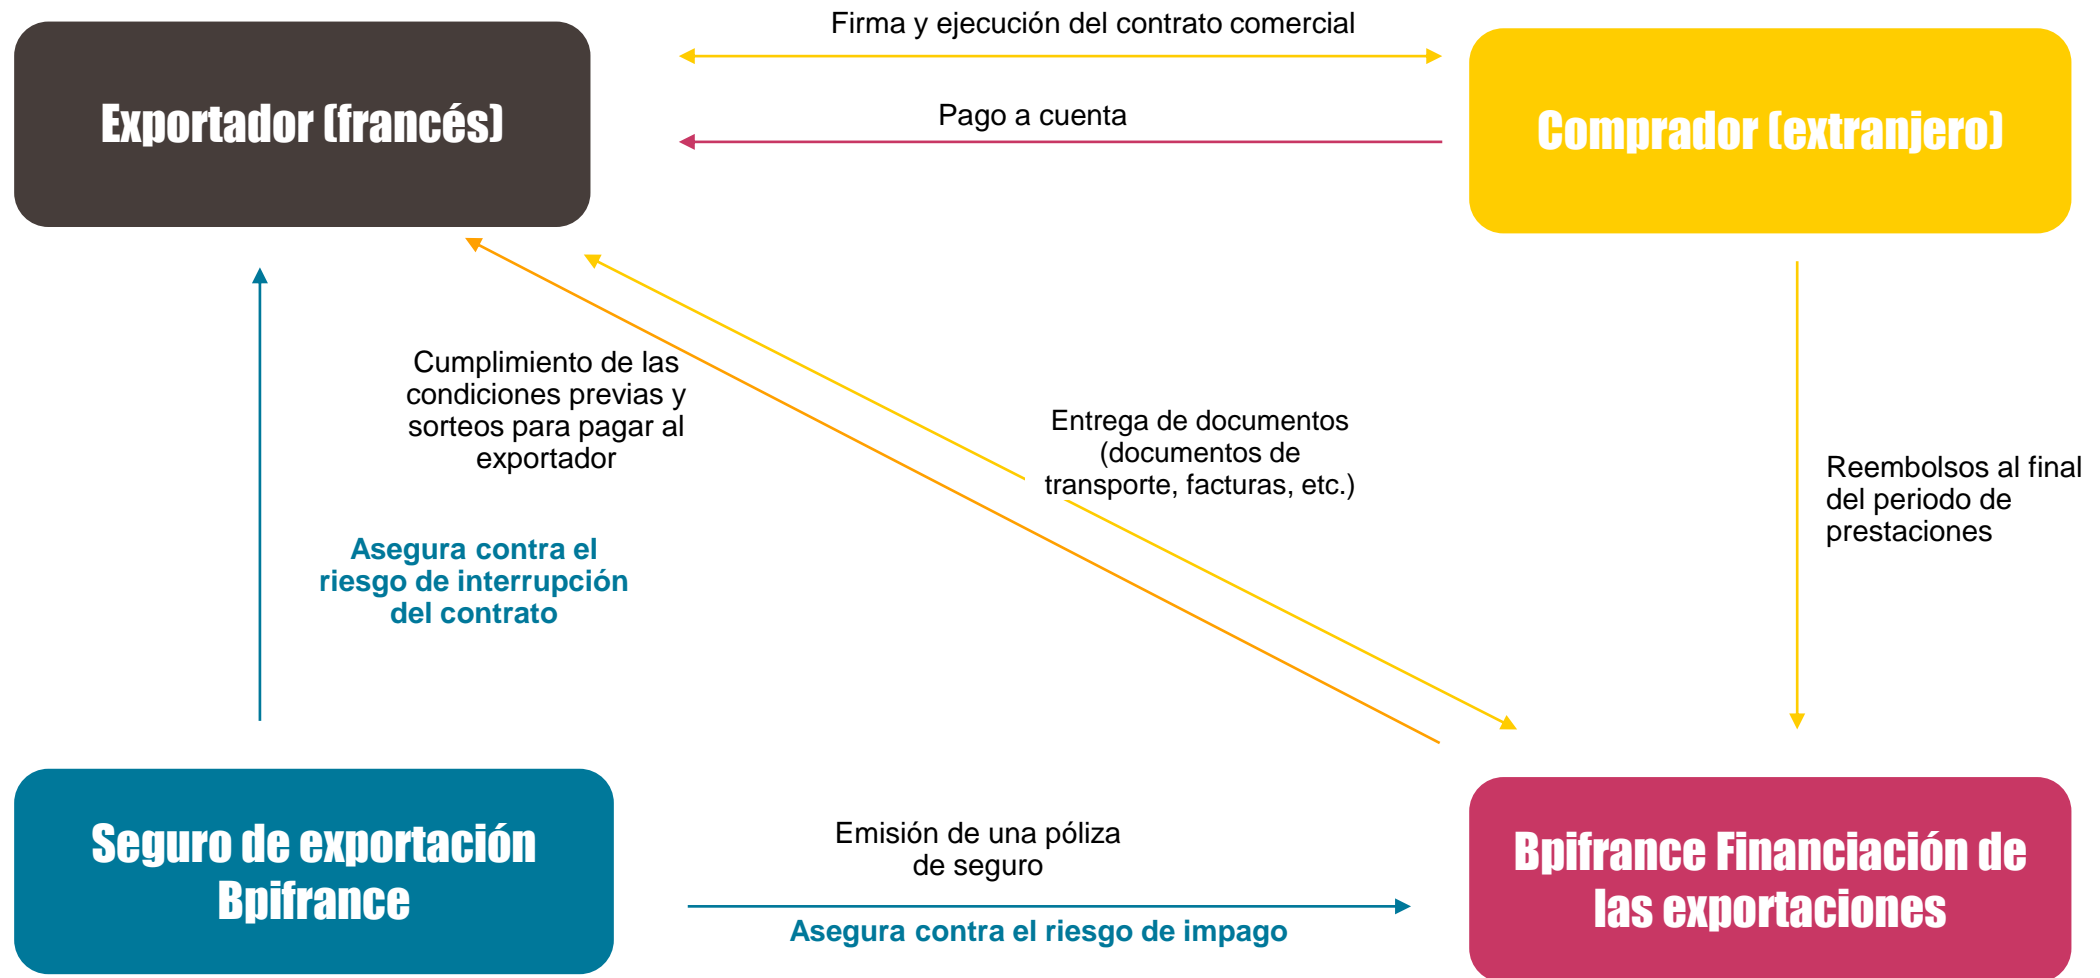 Firma y ejecución del contrato comercial
Exportador (francés)
Pago a cuenta
Comprador (extranjero)
Cumplimiento de las
condiciones previas y
sorteos para pagar al
exportador
Entrega de documentos
(documentos de
transporte, facturas, etc.)
Reembolsos al final
del periodo de
prestaciones
Asegura contra el
riesgo de interrupción
del contrato
Seguro de exportación
Bpifrance
Emisión de una póliza
de seguro
Asegura contra el riesgo de impago
Bpifrance Financiación de
las exportaciones